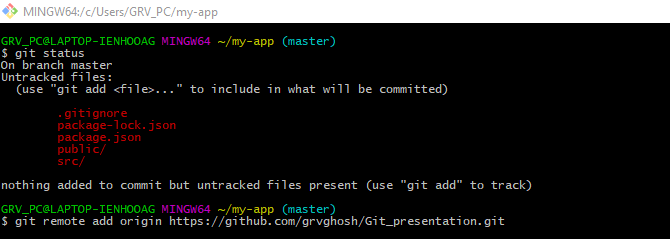 MINGW64:/c/Users/GRV_PC/my-app
GRV_PC@LAPTOP-IENHOOAG MINGW64 ~/my-app (master)
$ git status
On branch master
Untracked files:
(use "git add <file>..." to include in what will be committed)
.gitignore
package-lock.json
package.json
public/
src/
nothing added to commit but untracked files present (use "git add" to track)
GRV_PC@LAPTOP-IENHOOAG MINGW64 ~/my-app (master)
$ git remote add origin https://github.com/grvghosh/Git_presentation.git